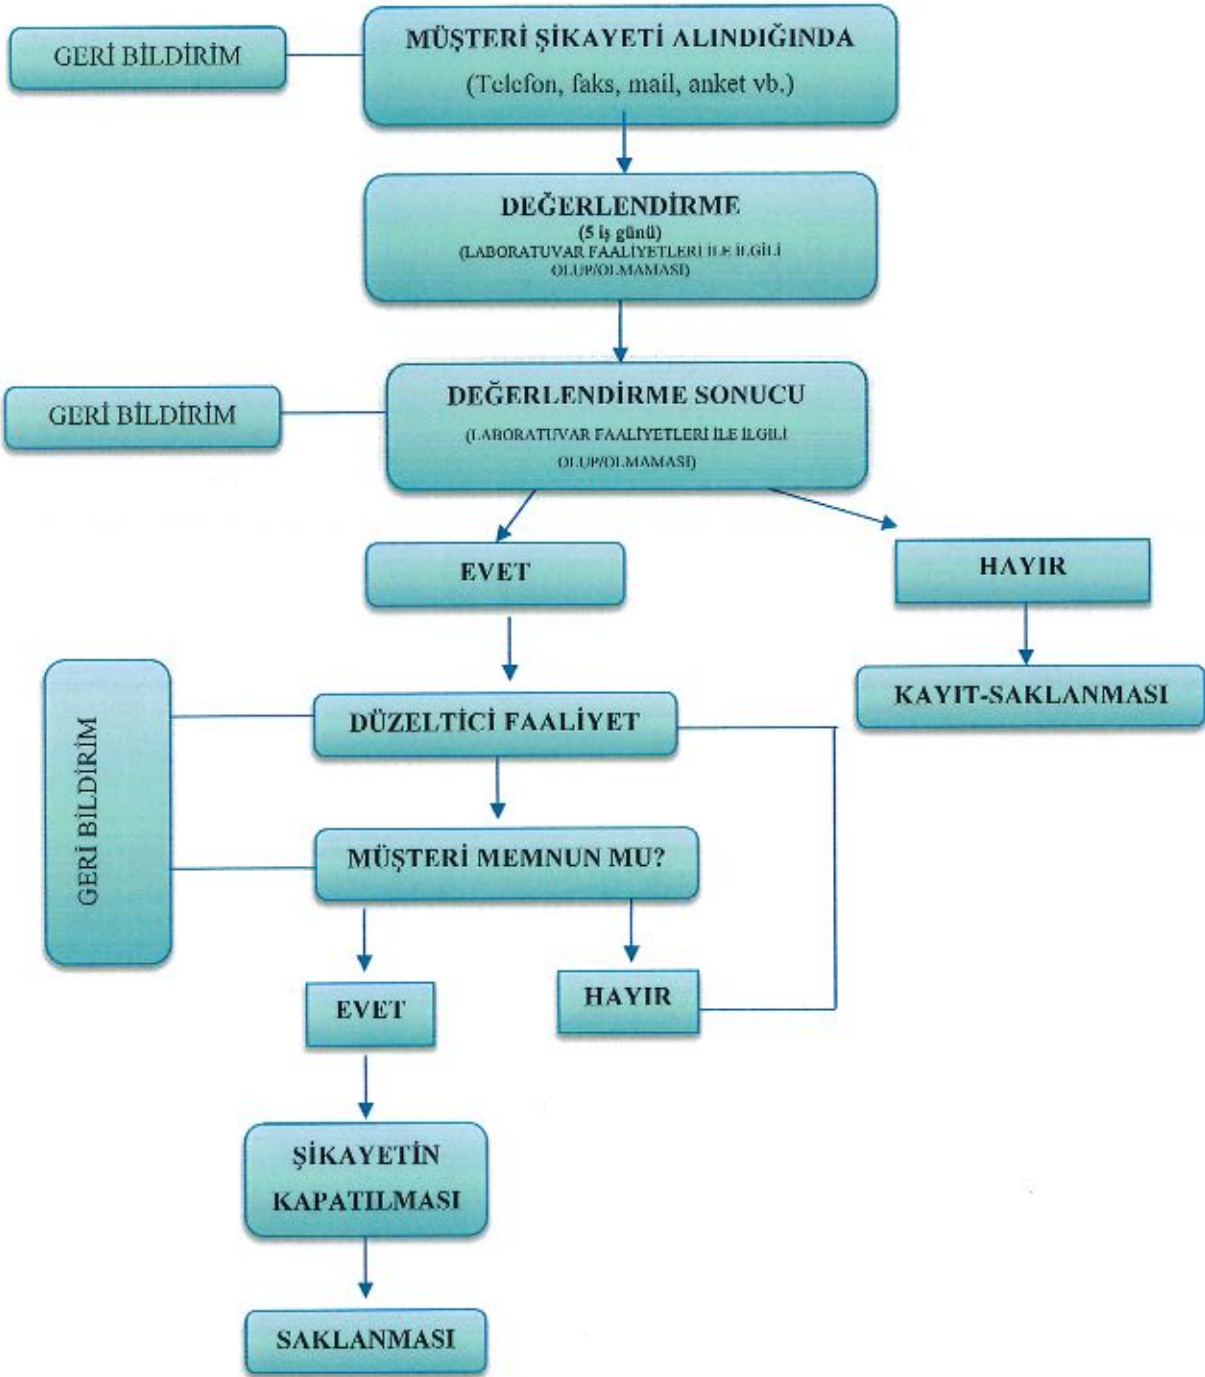 GERİ BİLDİRİM
MÜŞTERİ ŞİKAYETİ ALINDIĞINDA
(Telefon, faks, mail, anket vb.)
DEĞERLENDİRME
(5 iş günü)
(LABORATUVAR FAALİYETLERİ İLE İLGİLİ
OLUP/OLMAMASI)
GERİ BİLDİRİM
DEĞERLENDİRME SONUCU
(LABORATUVAR FAALİYETLERİ İLE İLGİLİ
OLUP/OLMAMASI)
EVET
HAYIR
KAYIT-SAKLANMASI
GERİ BİLDİRİM
DÜZELTİCİ FAALİYET
MÜŞTERİ MEMNUN MU?
EVET
HAYIR
ŞİKAYETİN
KAPATILMASI
SAKLANMASI